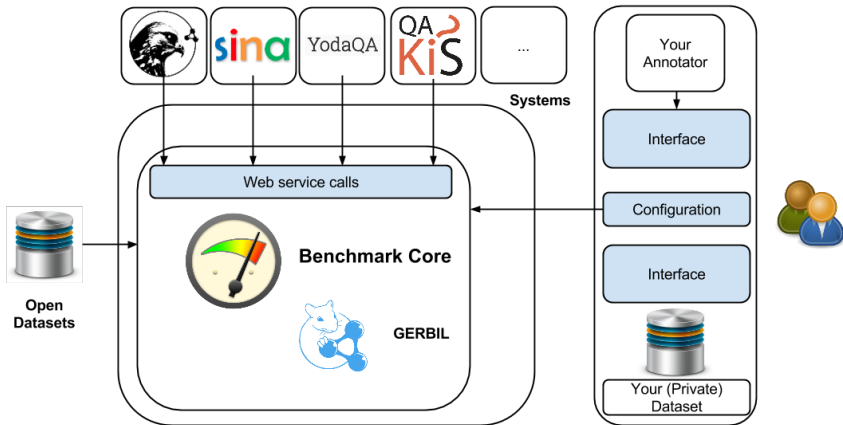 sina
YodaQA
QA
KiS
...
Systems
Web service calls
Benchmark Core
GERBIL
Open
Datasets
Your
Annotator
Interface
Configuration
Interface
Your (Private)
Dataset